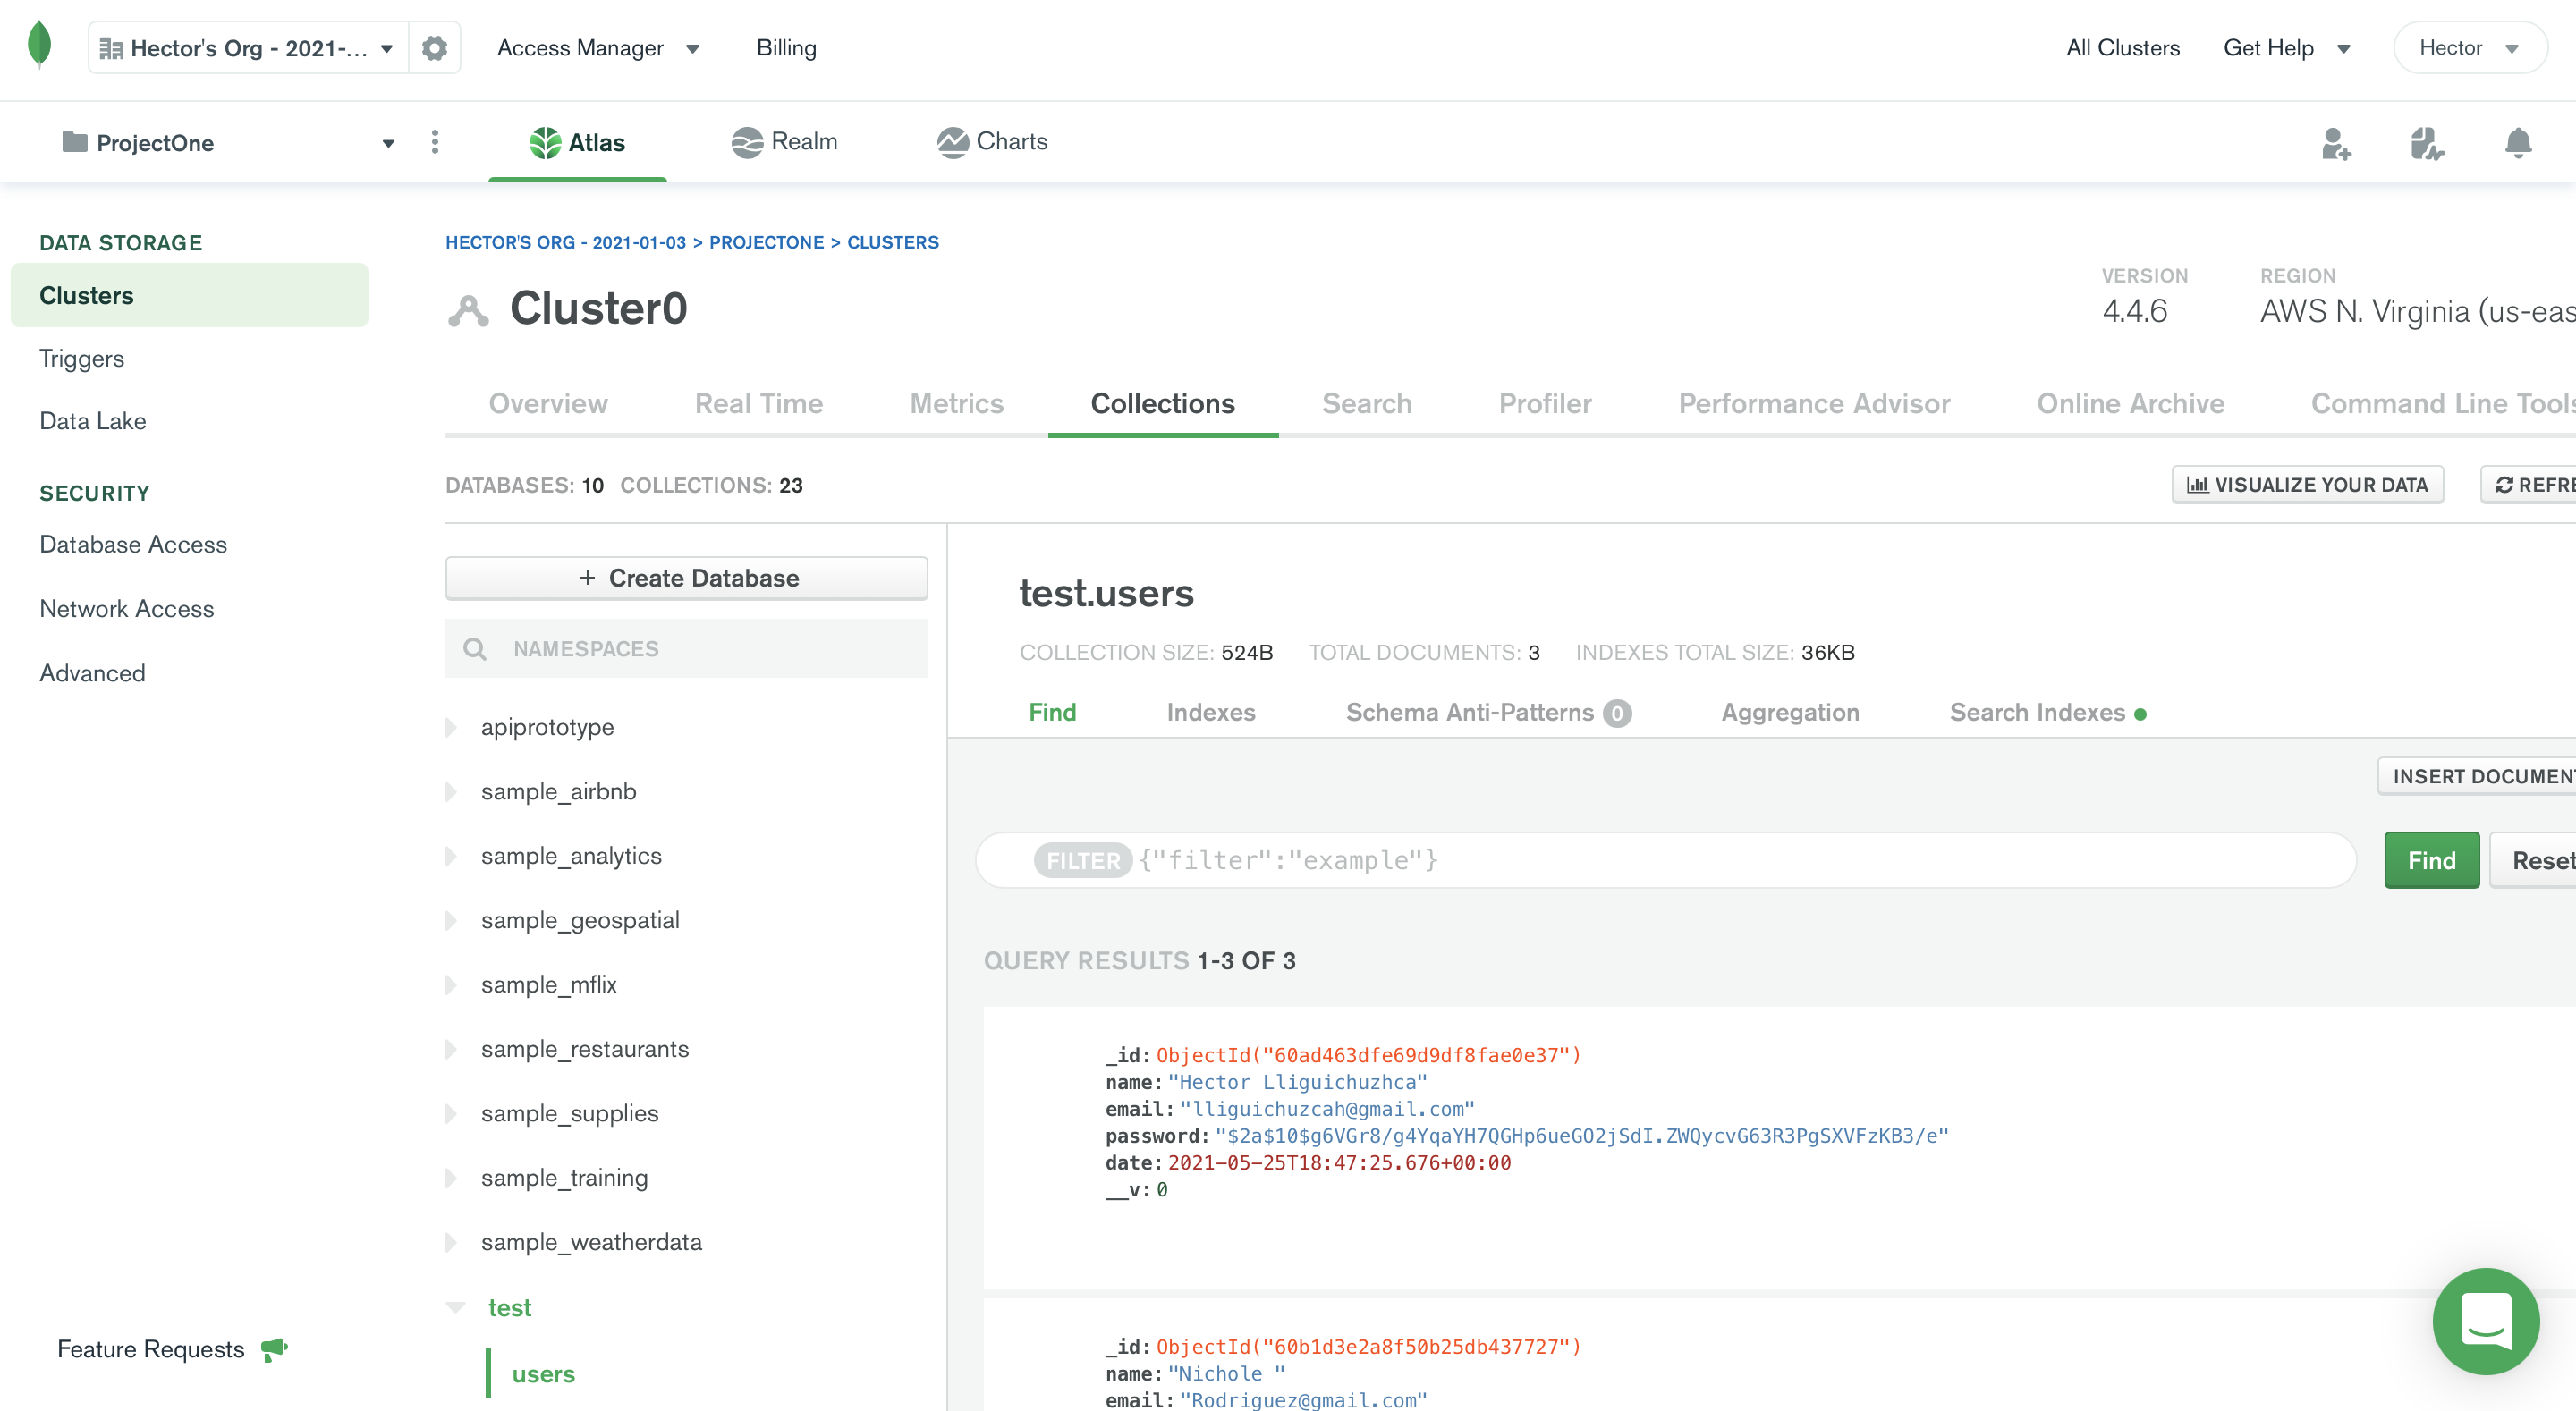 Hector's Org - 2021-... Access Manager Billing All Clusters Get Help Hector
ProjectOne Atlas Realm Charts
DATA STORAGE
Clusters
Triggers
Data Lake
SECURITY
Database Access
Network Access
Advanced
Feature Requests
HECTOR'S ORG - 2021-01-03 > PROJECTONE > CLUSTERS
Cluster0
VERSION REGION
4.4.6 AWS N. Virginia (us-eas
Overview Real Time Metrics Collections Search Profiler Performance Advisor Online Archive Command Line Tools
DATABASES: 10 COLLECTIONS: 23 VISUALIZE YOUR DATA REFRE
+ Create Database
NAMESPACES
apiprototype
sample_airbnb
sample_analytics
sample_geospatial
sample_mflix
sample_restaurants
sample_supplies
sample_training
sample_weatherdata
test
users
test.users
COLLECTION SIZE: 524B TOTAL DOCUMENTS: 3 INDEXES TOTAL SIZE: 36KB
Find Indexes Schema Anti-Patterns 0 Aggregation Search Indexes
INSERT DOCUMENT
FILTER {"filter":"example"} Find Reset
QUERY RESULTS 1-3 OF 3
_id: ObjectId("60ad463dfe69d9df8fae0e37")
name: "Hector Lliguichuzhca"
email: "lliguichuzcah@gmail.com"
password: "$2a$10$g6VGr8/g4YqaYH7QGHp6ueGO2jSdI.ZWQycvG63R3PgSXVFzKB3/e"
date: 2021-05-25T18:47:25.676+00:00
__v: 0
_id: ObjectId("60b1d3e2a8f50b25db437727")
name: "Nichole "
email: "Rodriguez@gmail.com"